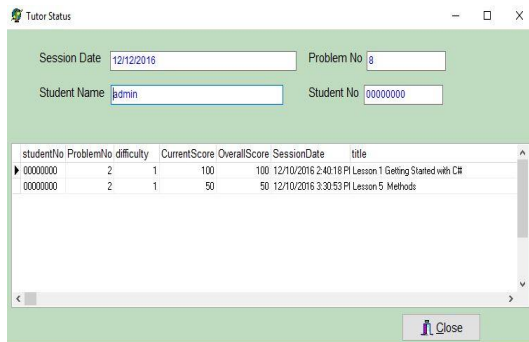 Tutor Status
Session Date 12/12/2016 Problem No 8
Student Name admin Student No 00000000
studentNo ProblemNo difficulty CurrentScore OverallScore SessionDate title
00000000 2 1 100 100 12/10/2016 2:40:18 PI Lesson 1 Getting Started with C#
00000000 2 1 50 50 12/10/2016 3:30:53 PI Lesson 5 Methods
Close